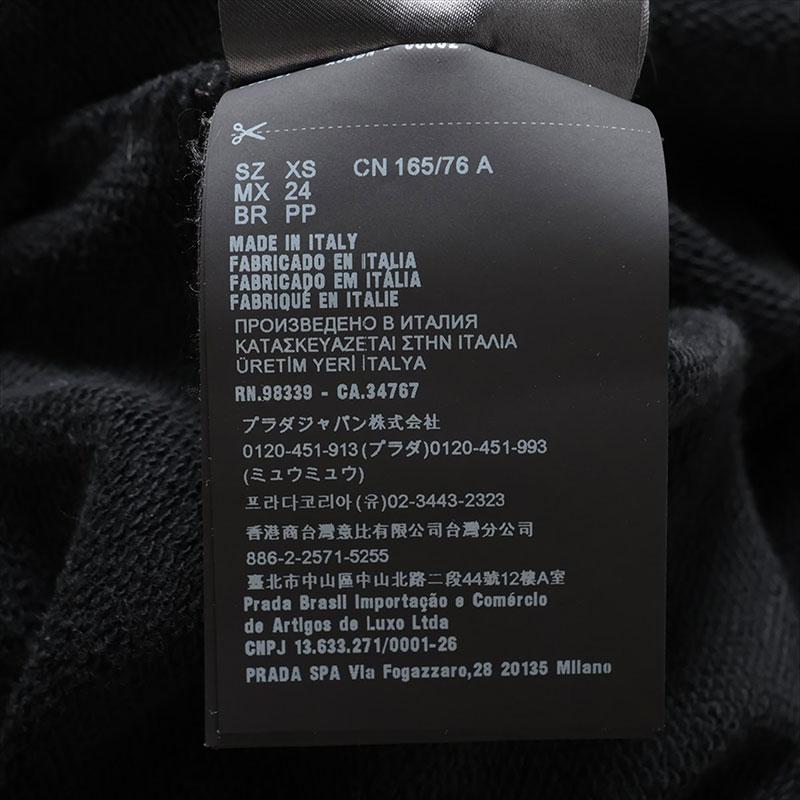 SZ XS CN 165/76 A
MX 24
BR PP
MADE IN ITALY
FABRICADO EN ITALIA
FABRICADO EM ITÁLIA
FABRIQUÉ EN ITALIE
ПРОИЗВЕДЕНО В ИТАЛИЯ
ΚΑΤΑΣΚΕΥΑΖΕΤΑΙ ΣΤΗΝ ΙΤΑΛΙΑ
ÜRETİM YERİ İTALYA
RN.98339 - CA.34767
プラダジャパン株式会社
0120-451-913(プラダ)0120-451-993
(ミュウミュウ)
프라다코리아(유)02-3443-2323
香港商台灣意比有限公司台灣分公司
886-2-2571-5255
臺北市中山區中山北路二段44號12樓A室
Prada Brasil Importação e Comércio
de Artigos de Luxo Ltda
CNPJ 13.633.271/0001-26
PRADA SPA Via Fogazzaro,28 20135 Milano